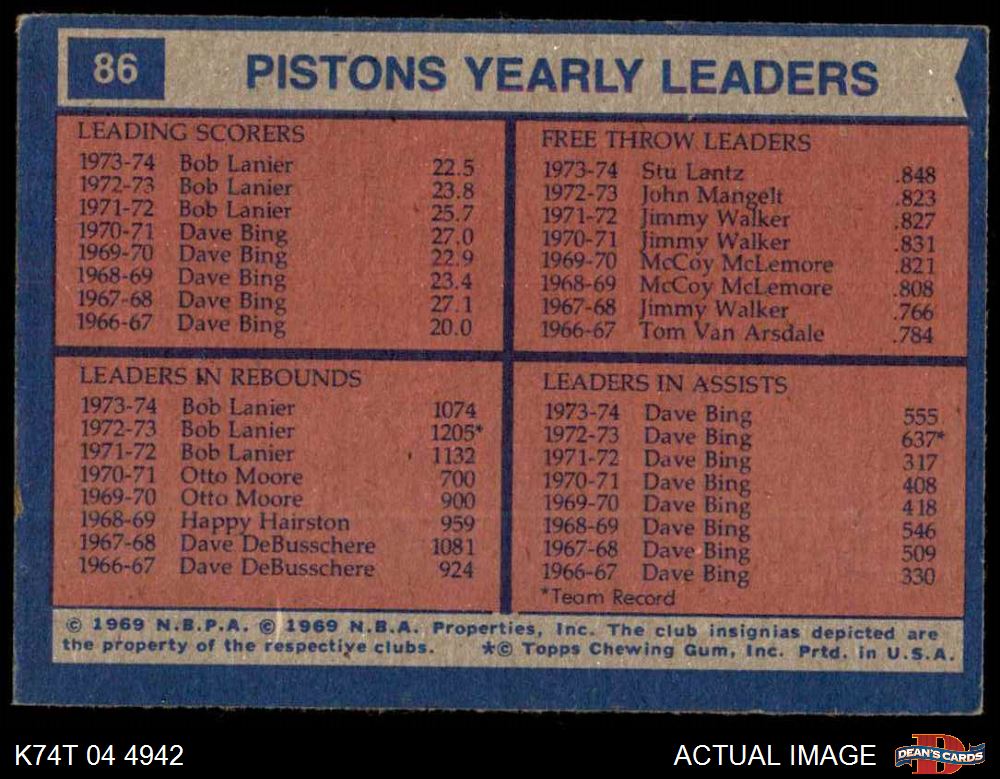 86
PISTONS YEARLY LEADERS
LEADING SCORERS
1973-74 Bob Lanier 22.5
1972-73 Bob Lanier 23.8
1971-72 Bob Lanier 25.7
1970-71 Dave Bing 27.0
1969-70 Dave Bing 22.9
1968-69 Dave Bing 23.4
1967-68 Dave Bing 27.1
1966-67 Dave Bing 20.0
FREE THROW LEADERS
1973-74 Stu Lantz .848
1972-73 John Mangelt .823
1971-72 Jimmy Walker .827
1970-71 Jimmy Walker .831
1969-70 McCoy McLemore .821
1968-69 McCoy McLemore .808
1967-68 Jimmy Walker .766
1966-67 Tom Van Arsdale .784
LEADERS IN REBOUNDS
1973-74 Bob Lanier 1074
1972-73 Bob Lanier 1205*
1971-72 Bob Lanier 1132
1970-71 Otto Moore 700
1969-70 Otto Moore 900
1968-69 Happy Hairston 959
1967-68 Dave DeBusschere 1081
1966-67 Dave DeBusschere 924
LEADERS IN ASSISTS
1973-74 Dave Bing 555
1972-73 Dave Bing 637*
1971-72 Dave Bing 317
1970-71 Dave Bing 408
1969-70 Dave Bing 418
1968-69 Dave Bing 546
1967-68 Dave Bing 509
1966-67 Dave Bing 330
*Team Record
© 1969 N.B.P.A. © 1969 N.B.A. Properties, Inc. The club insignias depicted are
the property of the respective clubs. *© Topps Chewing Gum, Inc. Prtd. in U.S.A.
K74T 04 4942
ACTUAL IMAGE
DEAN'S CARDS